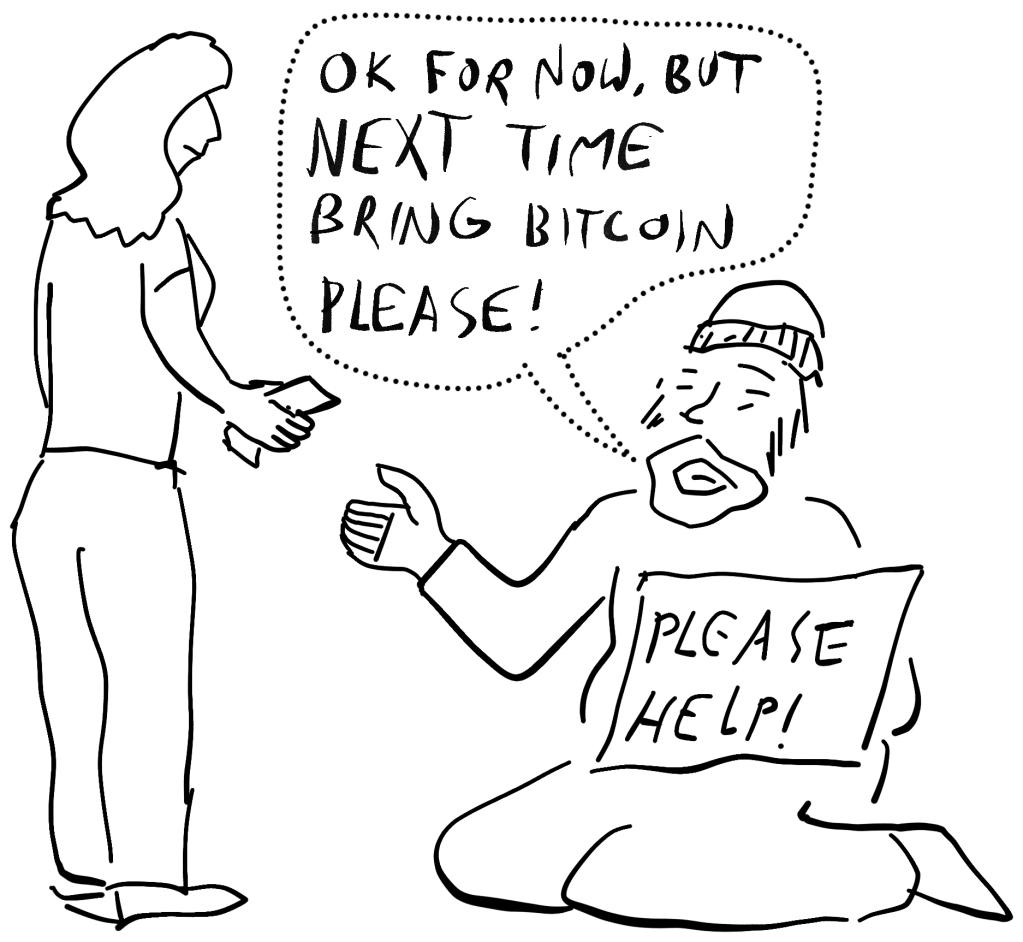 OK FOR NOW, BUT
NEXT TIME
BRING BITCOIN
PLEASE!
PLEASE
HELP!